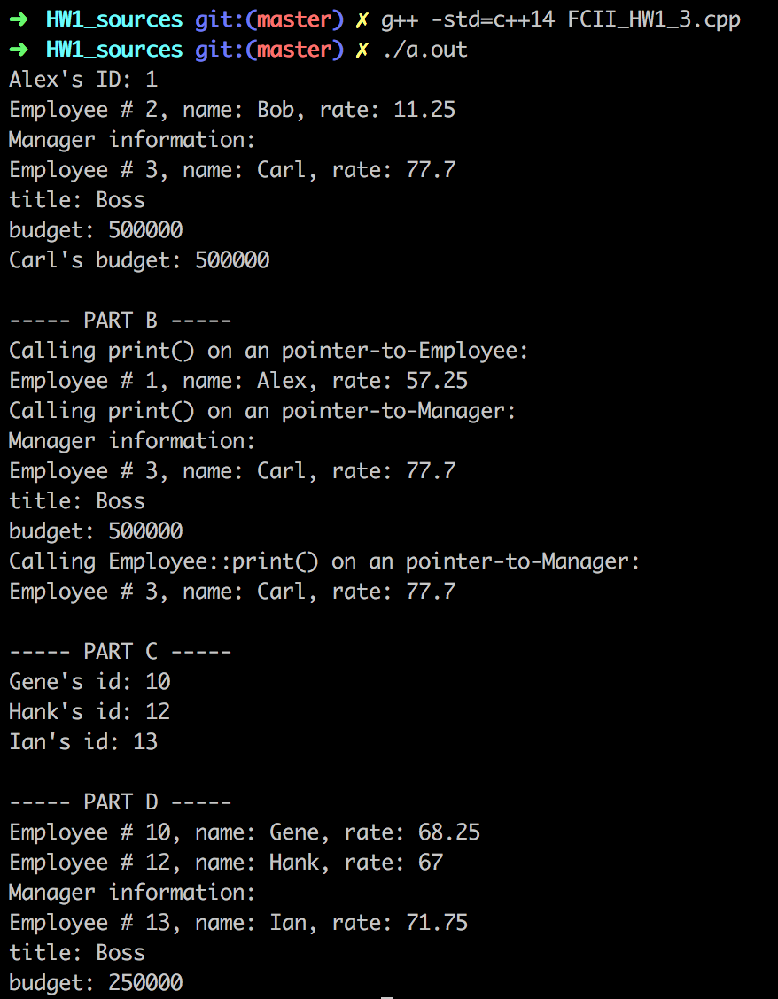 ➜ HW1_sources git:(master) ✗ g++ -std=c++14 FCII_HW1_3.cpp
➜ HW1_sources git:(master) ✗ ./a.out
Alex's ID: 1
Employee # 2, name: Bob, rate: 11.25
Manager information:
Employee # 3, name: Carl, rate: 77.7
title: Boss
budget: 500000
Carl's budget: 500000
----- PART B -----
Calling print() on an pointer-to-Employee:
Employee # 1, name: Alex, rate: 57.25
Calling print() on an pointer-to-Manager:
Manager information:
Employee # 3, name: Carl, rate: 77.7
title: Boss
budget: 500000
Calling Employee::print() on an pointer-to-Manager:
Employee # 3, name: Carl, rate: 77.7
----- PART C -----
Gene's id: 10
Hank's id: 12
Ian's id: 13
----- PART D -----
Employee # 10, name: Gene, rate: 68.25
Employee # 12, name: Hank, rate: 67
Manager information:
Employee # 13, name: Ian, rate: 71.75
title: Boss
budget: 250000